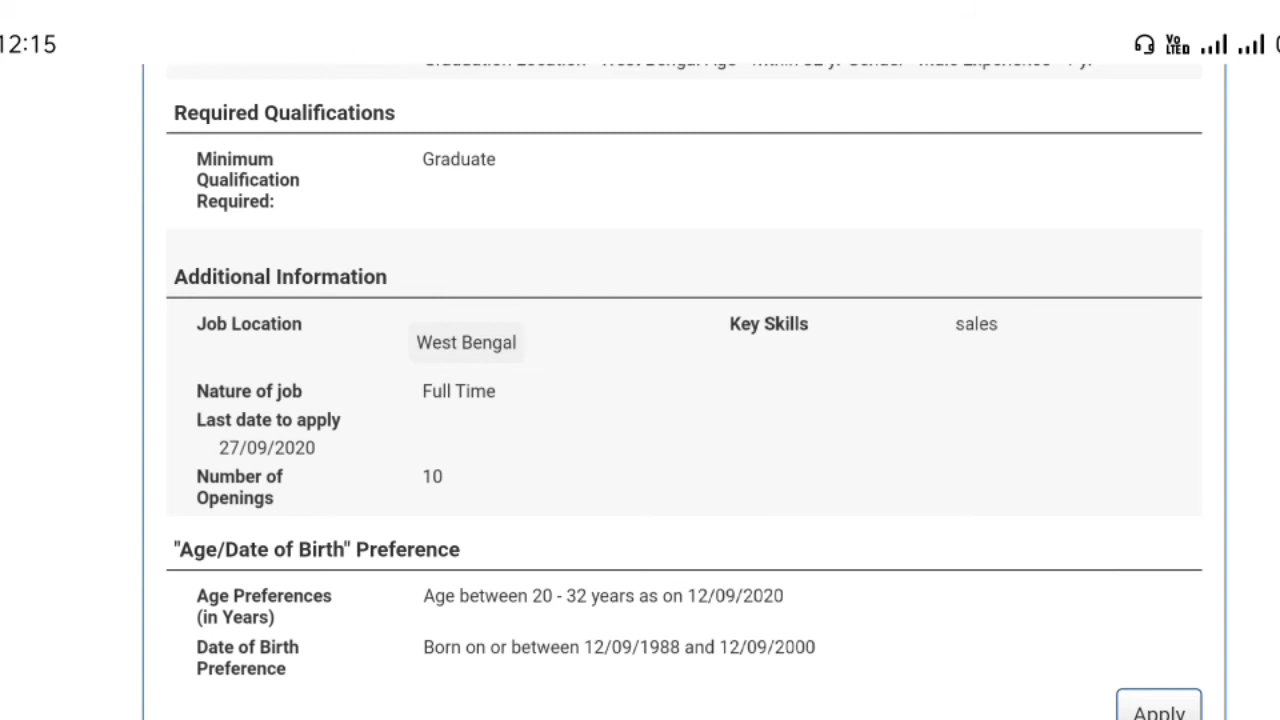 12:15
Required Qualifications
Minimum Qualification Required: Graduate
Additional Information
Job Location West Bengal Key Skills sales
Nature of job Full Time
Last date to apply
27/09/2020
Number of Openings 10
"Age/Date of Birth" Preference
Age Preferences (in Years) Age between 20 - 32 years as on 12/09/2020
Date of Birth Preference Born on or between 12/09/1988 and 12/09/2000
Apply